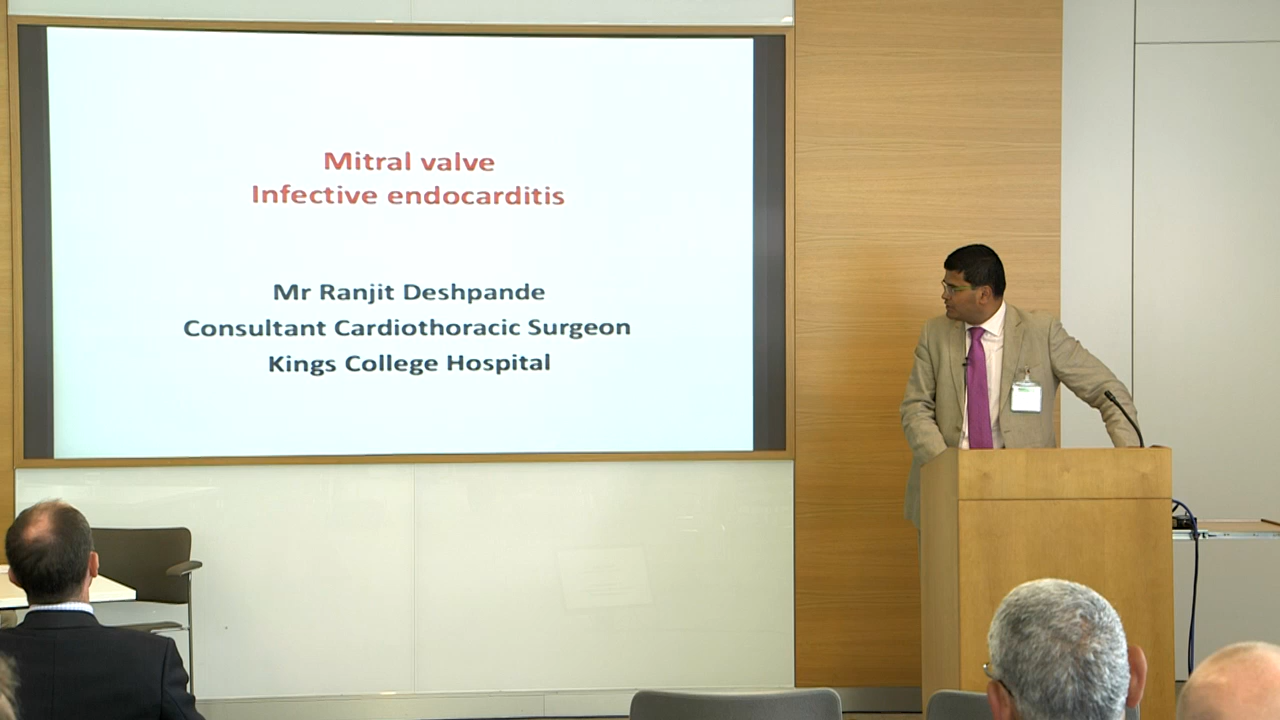 Mitral valve
Infective endocarditis
Mr Ranjit Deshpande
Consultant Cardiothoracic Surgeon
Kings College Hospital